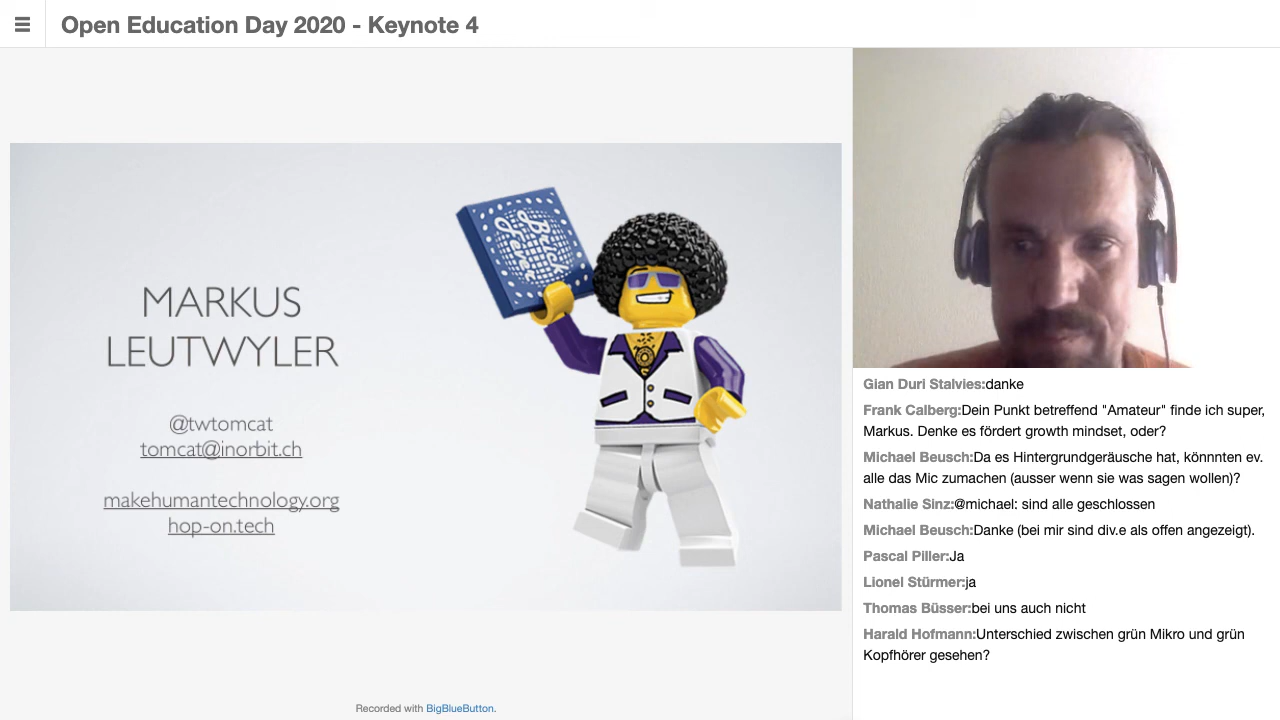 Open Education Day 2020 - Keynote 4
Brick
Fever
MARKUS
LEUTWYLER
@twtomcat
tomcat@inorbit.ch
makehumantechnology.org
hop-on.tech
Gian Duri Stalvies:danke
Frank Calberg:Dein Punkt betreffend "Amateur" finde ich super,
Markus. Denke es fördert growth mindset, oder?
Michael Beusch:Da es Hintergrundgeräusche hat, könnnten ev.
alle das Mic zumachen (ausser wenn sie was sagen wollen)?
Nathalie Sinz:@michael: sind alle geschlossen
Michael Beusch:Danke (bei mir sind div.e als offen angezeigt).
Pascal Piller:Ja
Lionel Stürmer:ja
Thomas Büsser:bei uns auch nicht
Harald Hofmann:Unterschied zwischen grün Mikro und grün
Kopfhörer gesehen?
Recorded with BigBlueButton.